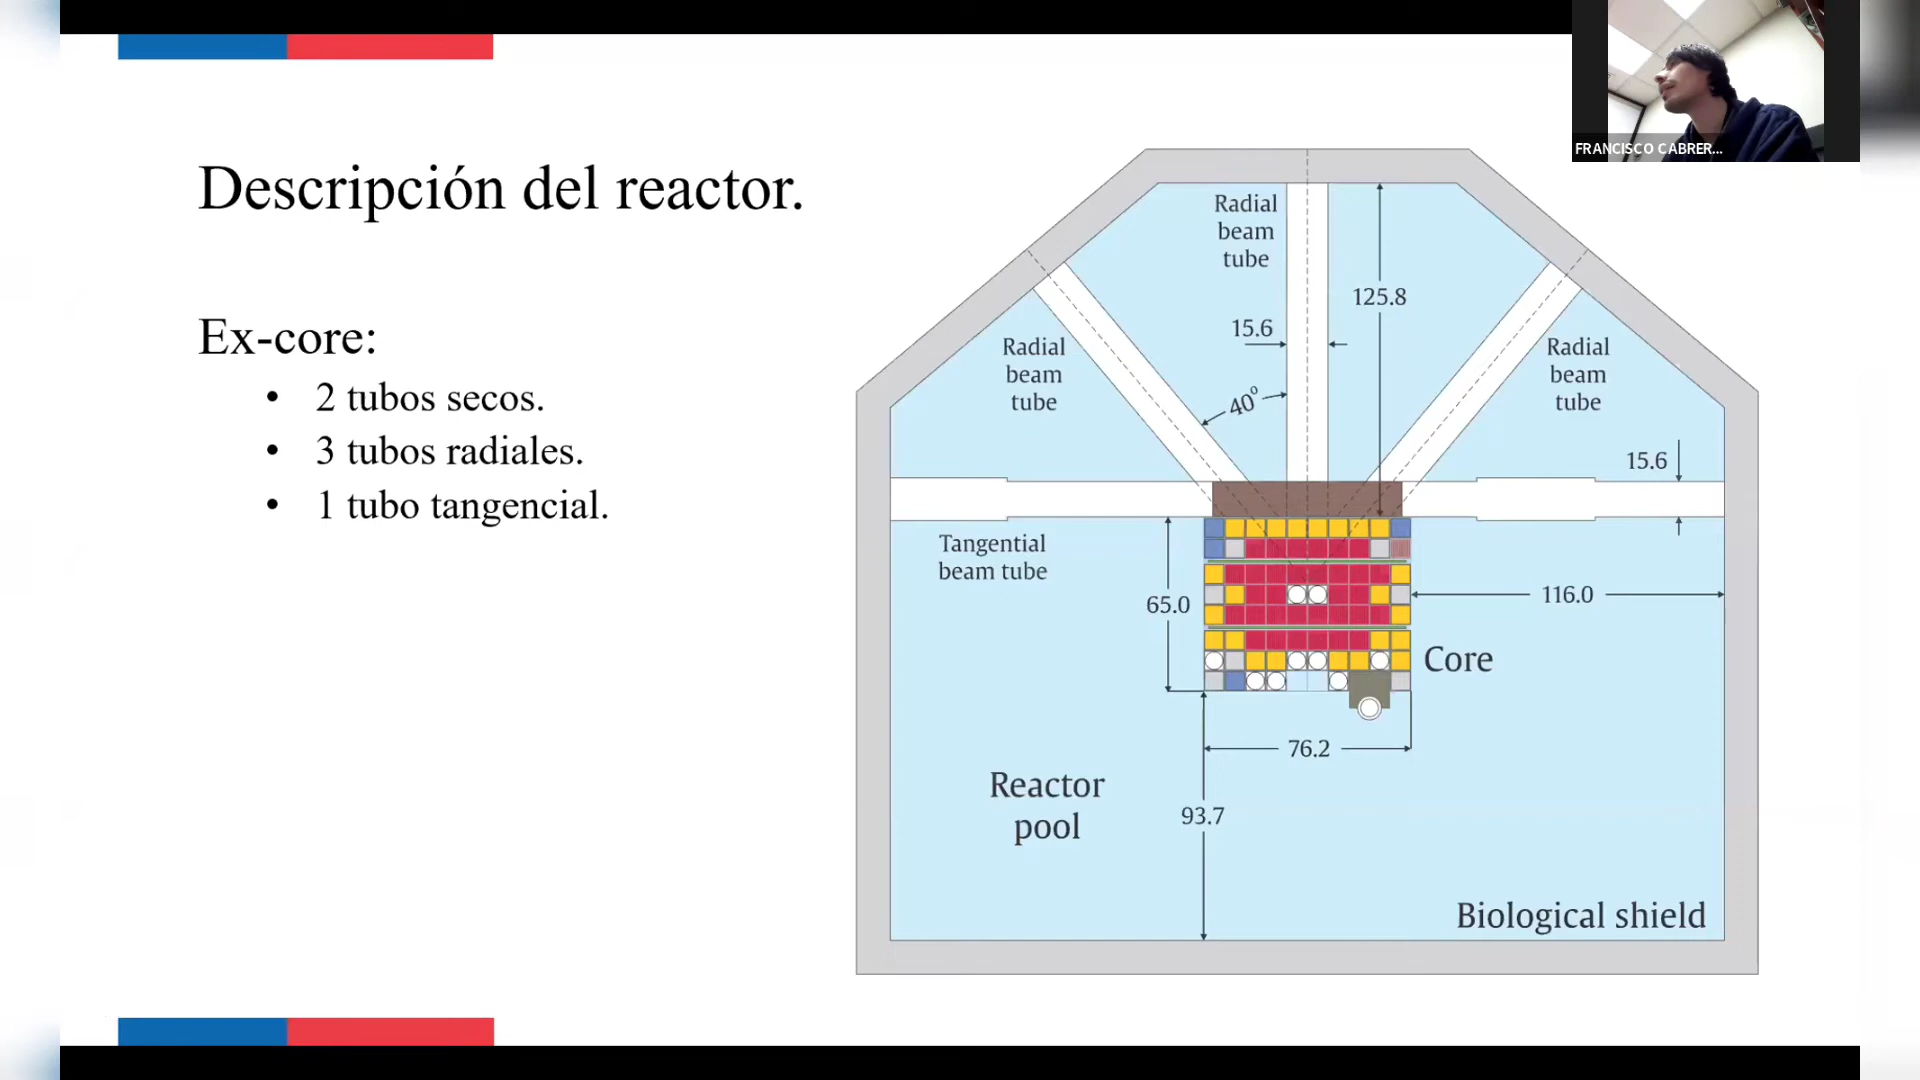 FRANCISCO CABRER...
Descripción del reactor.
Ex-core:
• 2 tubos secos.
• 3 tubos radiales.
• 1 tubo tangencial.
Radial
beam
tube
125.8
15.6
40°
Radial
beam
tube
Radial
beam
tube
15.6
Tangential
beam tube
65.0
116.0
Core
76.2
Reactor
pool
93.7
Biological shield